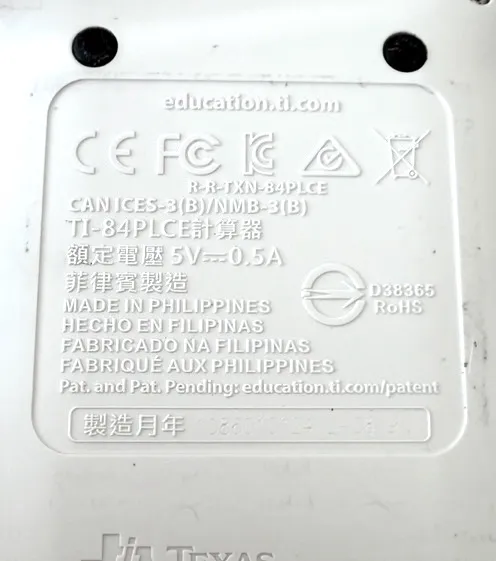 education.ti.com
CE FC KC
R-R-TXN-84PLCE
CAN ICES-3(B)/NMB-3(B)
TI-84PLCE計算器
額定電壓 5V⎓0.5A
菲律賓製造
D38365
RoHS
MADE IN PHILIPPINES
HECHO EN FILIPINAS
FABRICADO NA FILIPINAS
FABRIQUÉ AUX PHILIPPINES
Pat. and Pat. Pending: education.ti.com/patent
製造月年
TEXAS